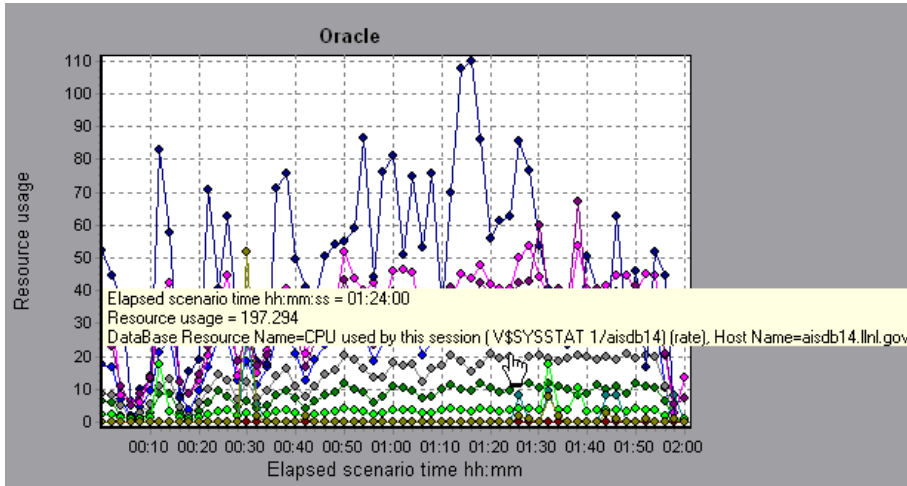 Oracle
Resource usage
110
100
90
80
70
60
50
40
30
20
10
0
Elapsed scenario time hh:mm:ss = 01:24:00
Resource usage = 197.294
DataBase Resource Name=CPU used by this session ( V$SYSSTAT 1/aisdb14) (rate), Host Name=aisdb14.llnl.gov
00:10 00:20 00:30 00:40 00:50 01:00 01:10 01:20 01:30 01:40 01:50 02:00
Elapsed scenario time hh:mm